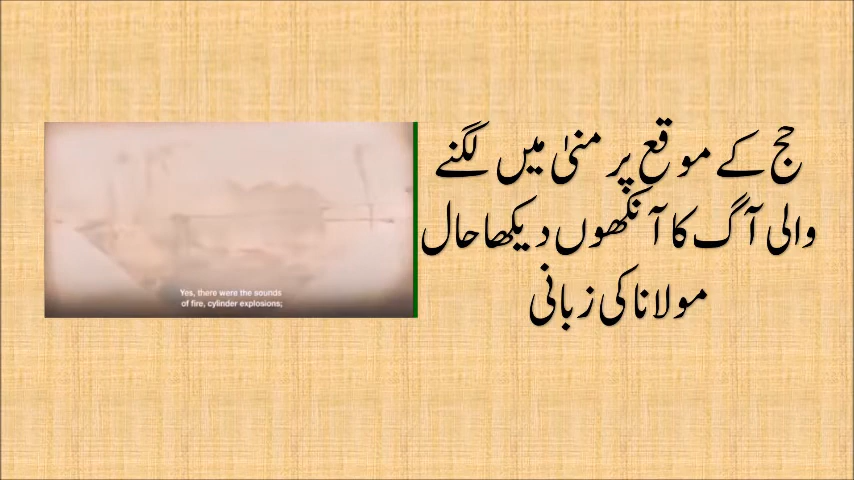 حج کے موقع پر منیٰ میں لگنے
والی آگ کا آنکھوں دیکھا حال
مولانا کی زبانی
Yes, there were the sounds
of fire, cylinder explosions;